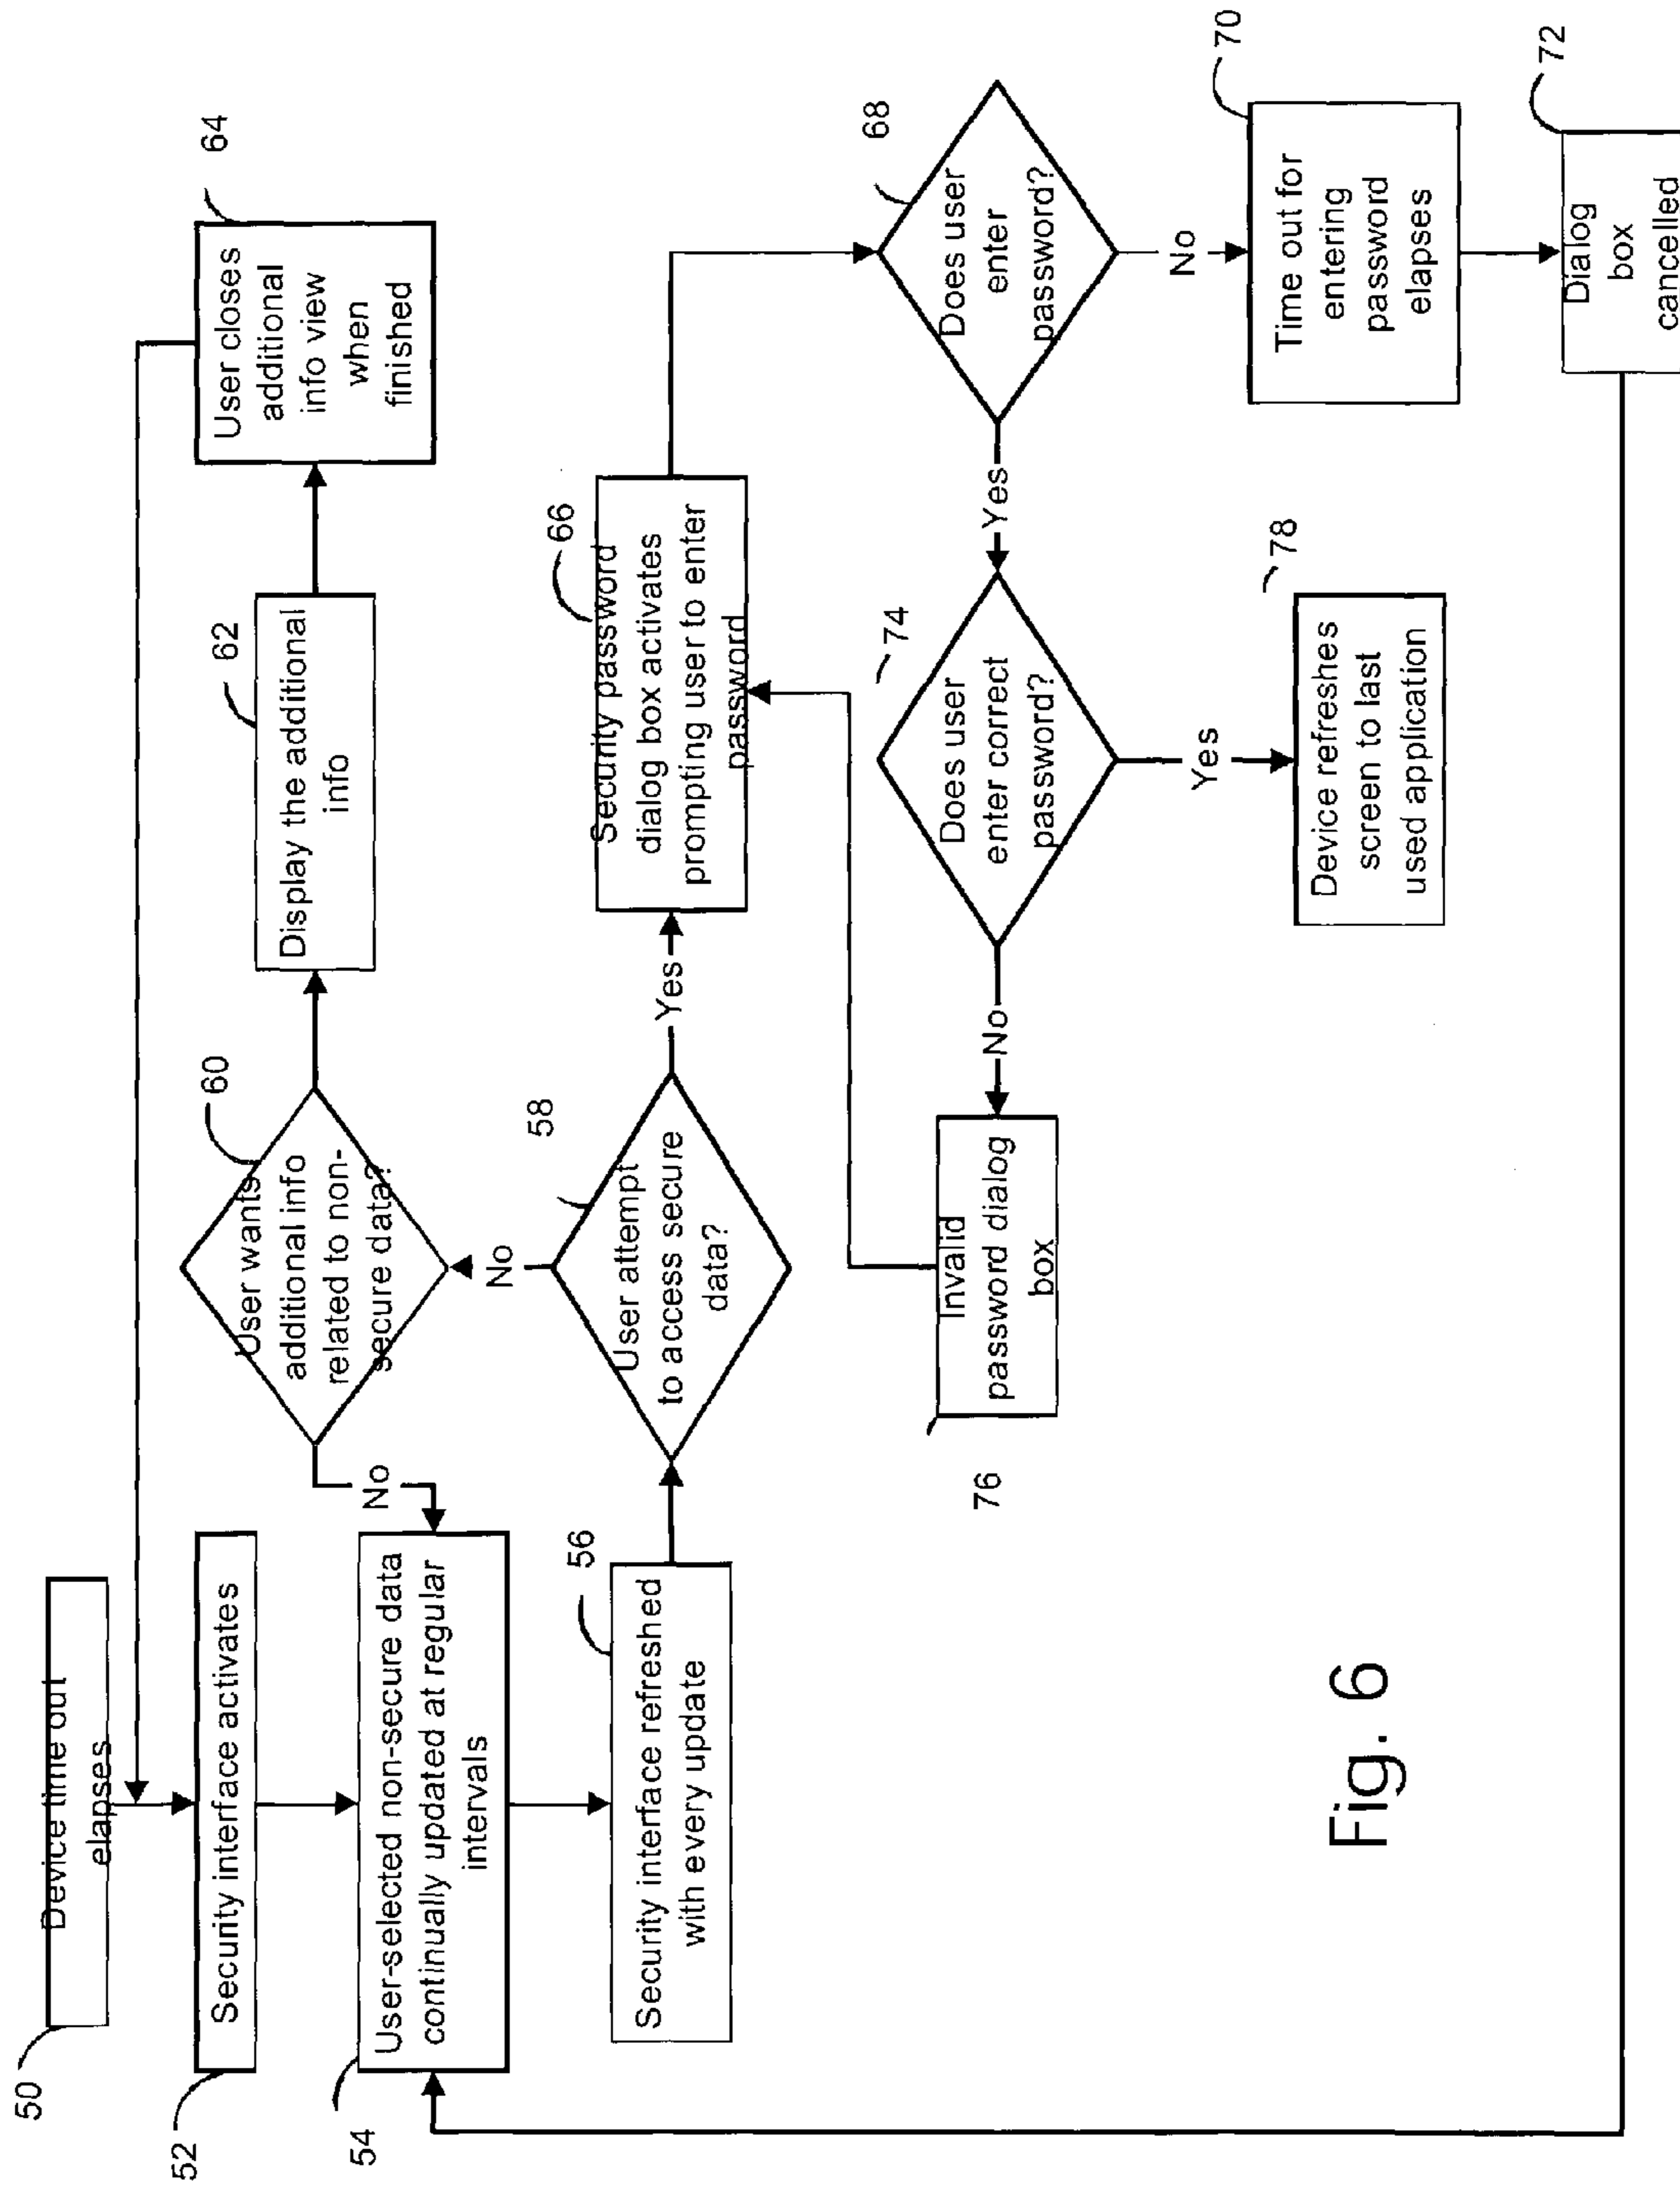 50
Device time out
elapses
52
Security interface activates
54
User-selected non-secure data
continually updated at regular
intervals
56
Security interface refreshed
with every update
58
User attempt
to access secure
data?
No
Yes
60
User wants
additional info
related to non-
secure data?
No
62
Display the additional
info
64
User closes
additional
info view
when
finished
66
Security password
dialog box activates
prompting user to enter
password
68
Does user
enter
password?
No
Yes
70
Time out for
entering
password
elapses
72
Dialog
box
cancelled
74
Does user
enter correct
password?
No
Yes
76
Invalid
password dialog
box
78
Device refreshes
screen to last
used application
Fig. 6